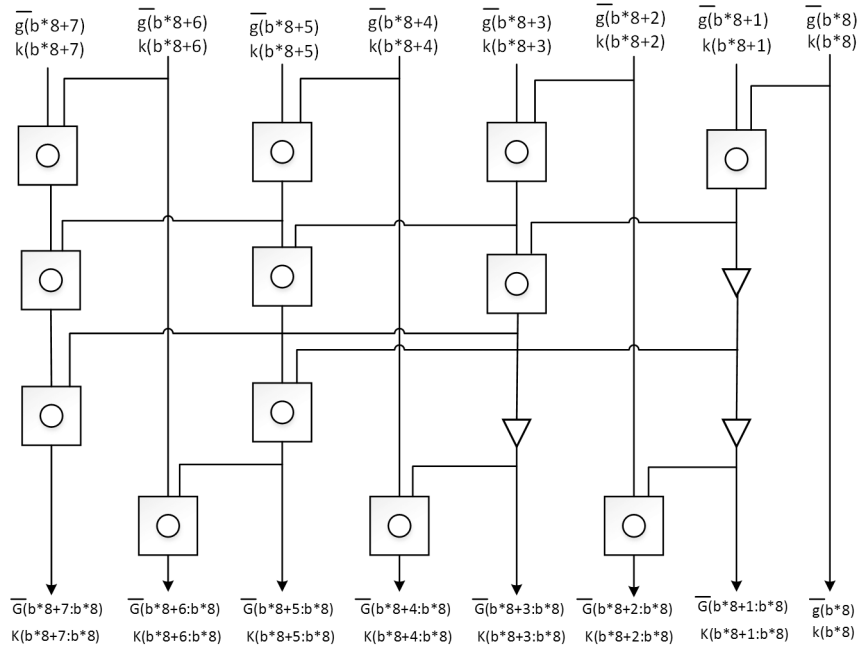 g̅(b*8+7) g̅(b*8+6) g̅(b*8+5) g̅(b*8+4) g̅(b*8+3) g̅(b*8+2) g̅(b*8+1) g̅(b*8)
k(b*8+7) k(b*8+6) k(b*8+5) k(b*8+4) k(b*8+3) k(b*8+2) k(b*8+1) k(b*8)
G̅(b*8+7:b*8) G̅(b*8+6:b*8) G̅(b*8+5:b*8) G̅(b*8+4:b*8) G̅(b*8+3:b*8) G̅(b*8+2:b*8) G̅(b*8+1:b*8) g̅(b*8)
K(b*8+7:b*8) K(b*8+6:b*8) K(b*8+5:b*8) K(b*8+4:b*8) K(b*8+3:b*8) K(b*8+2:b*8) K(b*8+1:b*8) k(b*8)